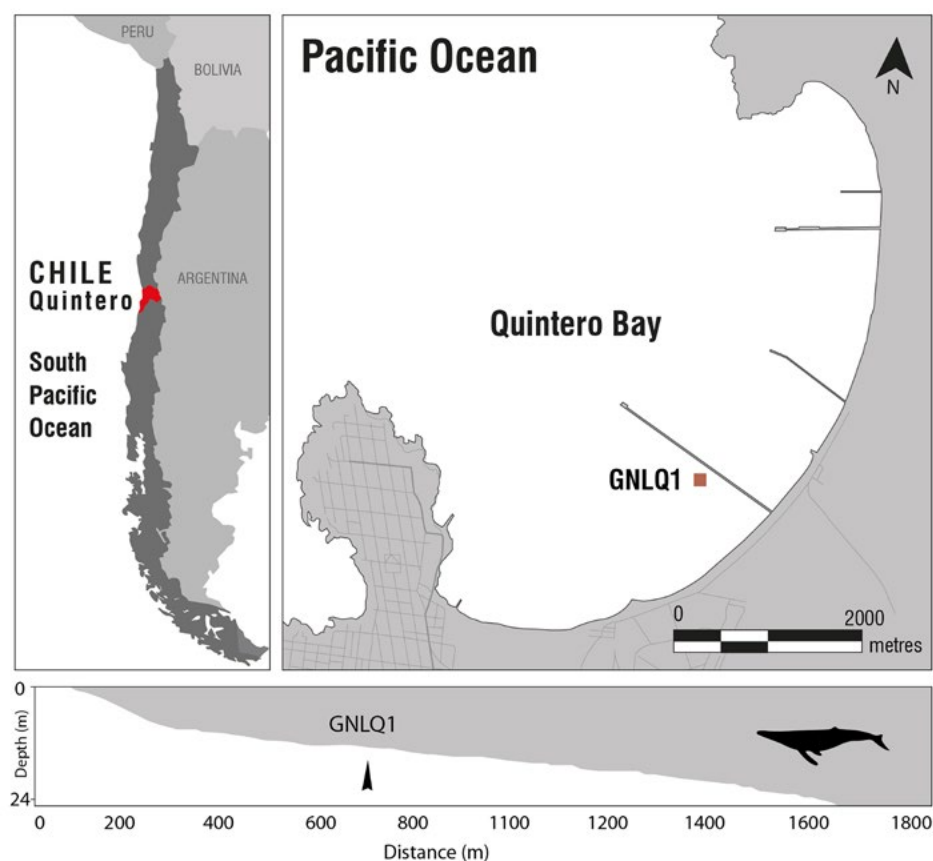 PERU
BOLIVIA
CHILE
Quintero
ARGENTINA
South
Pacific
Ocean
Pacific Ocean
N
Quintero Bay
GNLQ1
0 2000
metres
0
Depth (m)
24
GNLQ1
0 200 400 600 800 1000 1100 1200 1400 1600 1800
Distance (m)